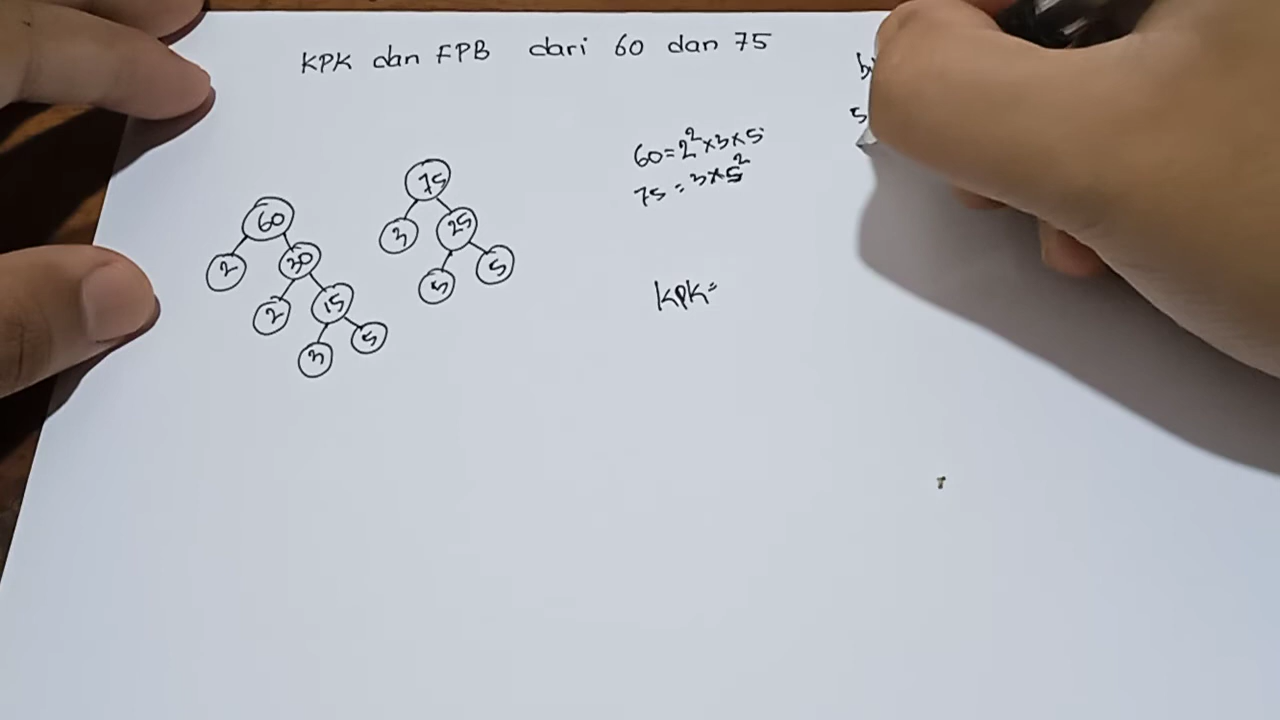 KPK dan FPB dari 60 dan 75
60 = 2² × 3 × 5
75 = 3 × 5²
75
3 25
5 5
60
2 30
2 15
3 5
KPK =
5